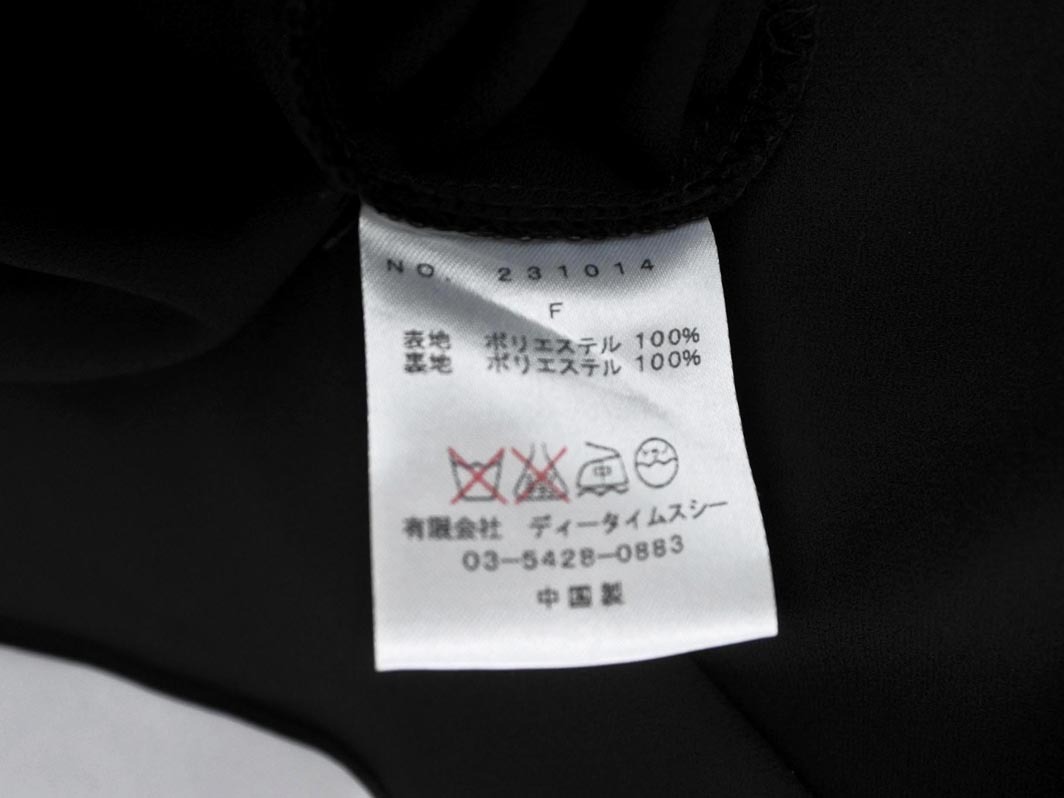 NO. 231014
F
表地 ポリエステル 100%
裏地 ポリエステル 100%
中
有限会社 ディータイムスシー
03-5428-0883
中国製